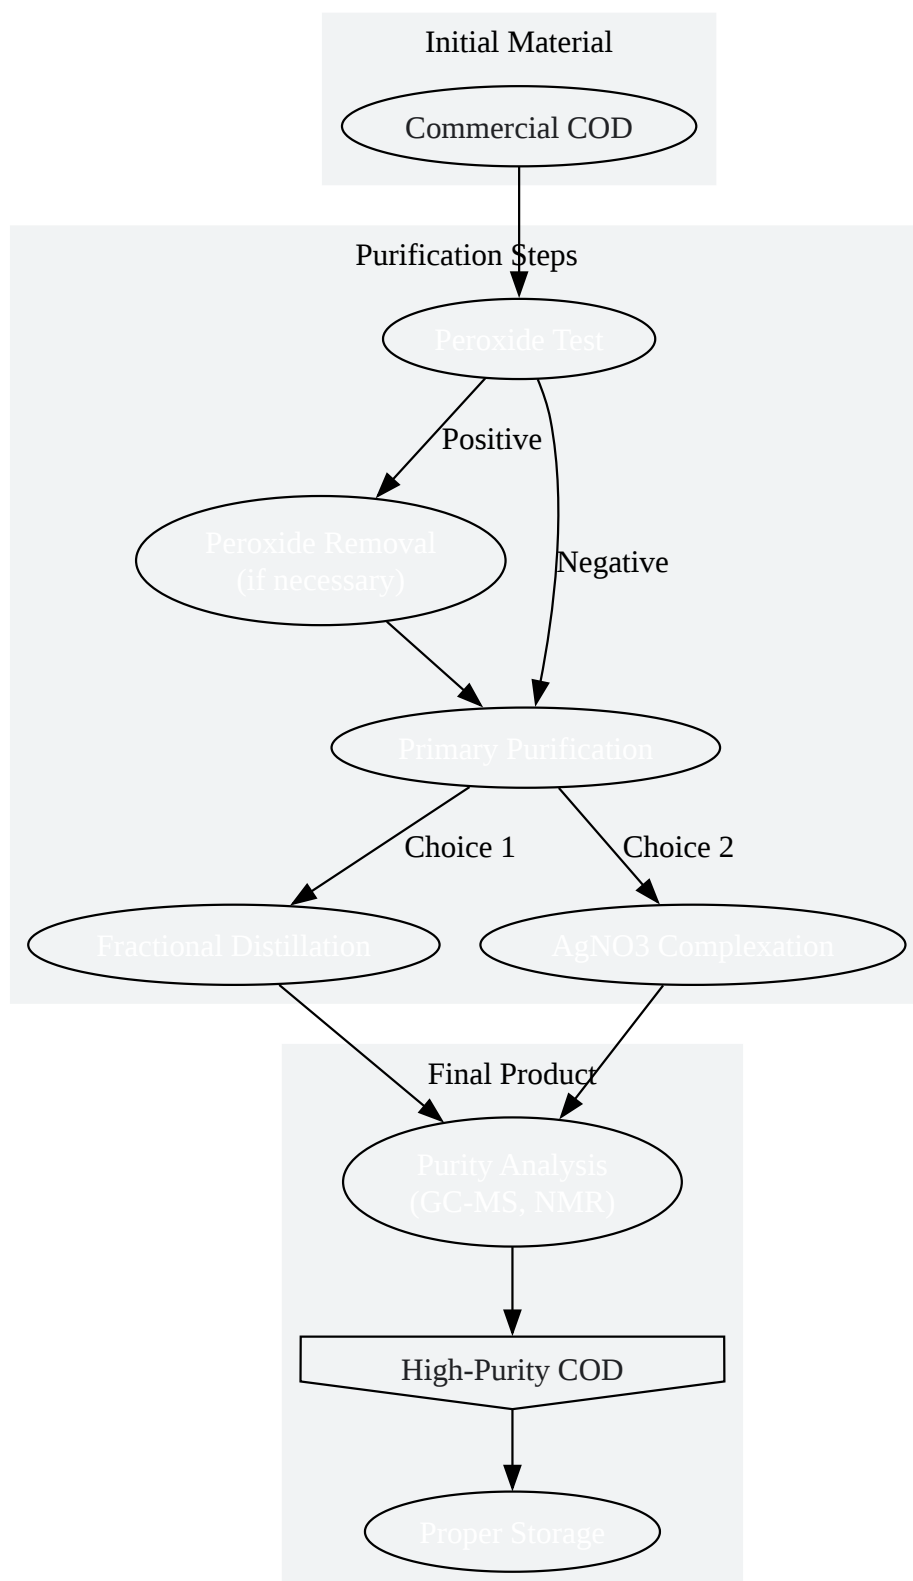 Initial Material
Commercial COD
Purification Steps
Peroxide Test
Positive
Peroxide Removal
(if necessary)
Negative
Primary Purification
Choice 1
Choice 2
Fractional Distillation
AgNO3 Complexation
Final Product
Purity Analysis
(GC-MS, NMR)
High-Purity COD
Proper Storage